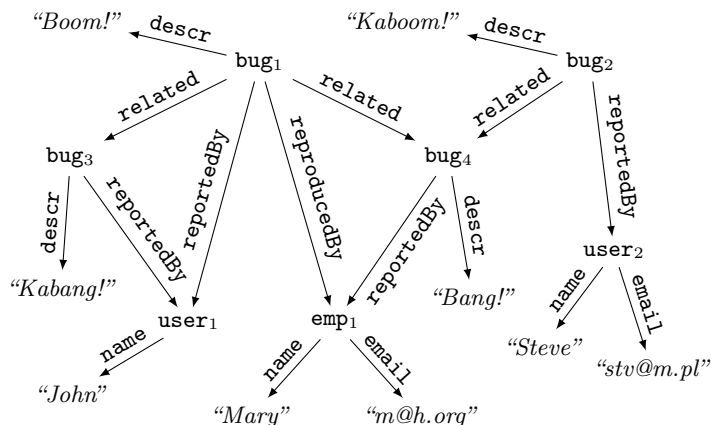 “Boom!”
descr
“Kaboom!”
descr
bug₁
bug₂
related
related
related
reportedBy
bug₃
reportedBy
reproducedBy
bug₄
descr
reportedBy
reportedBy
descr
user₂
“Kabang!”
“Bang!”
name
email
user₁
emp₁
name
name
email
“Steve”
“stv@m.pl”
“John”
“Mary”
“m@h.org”